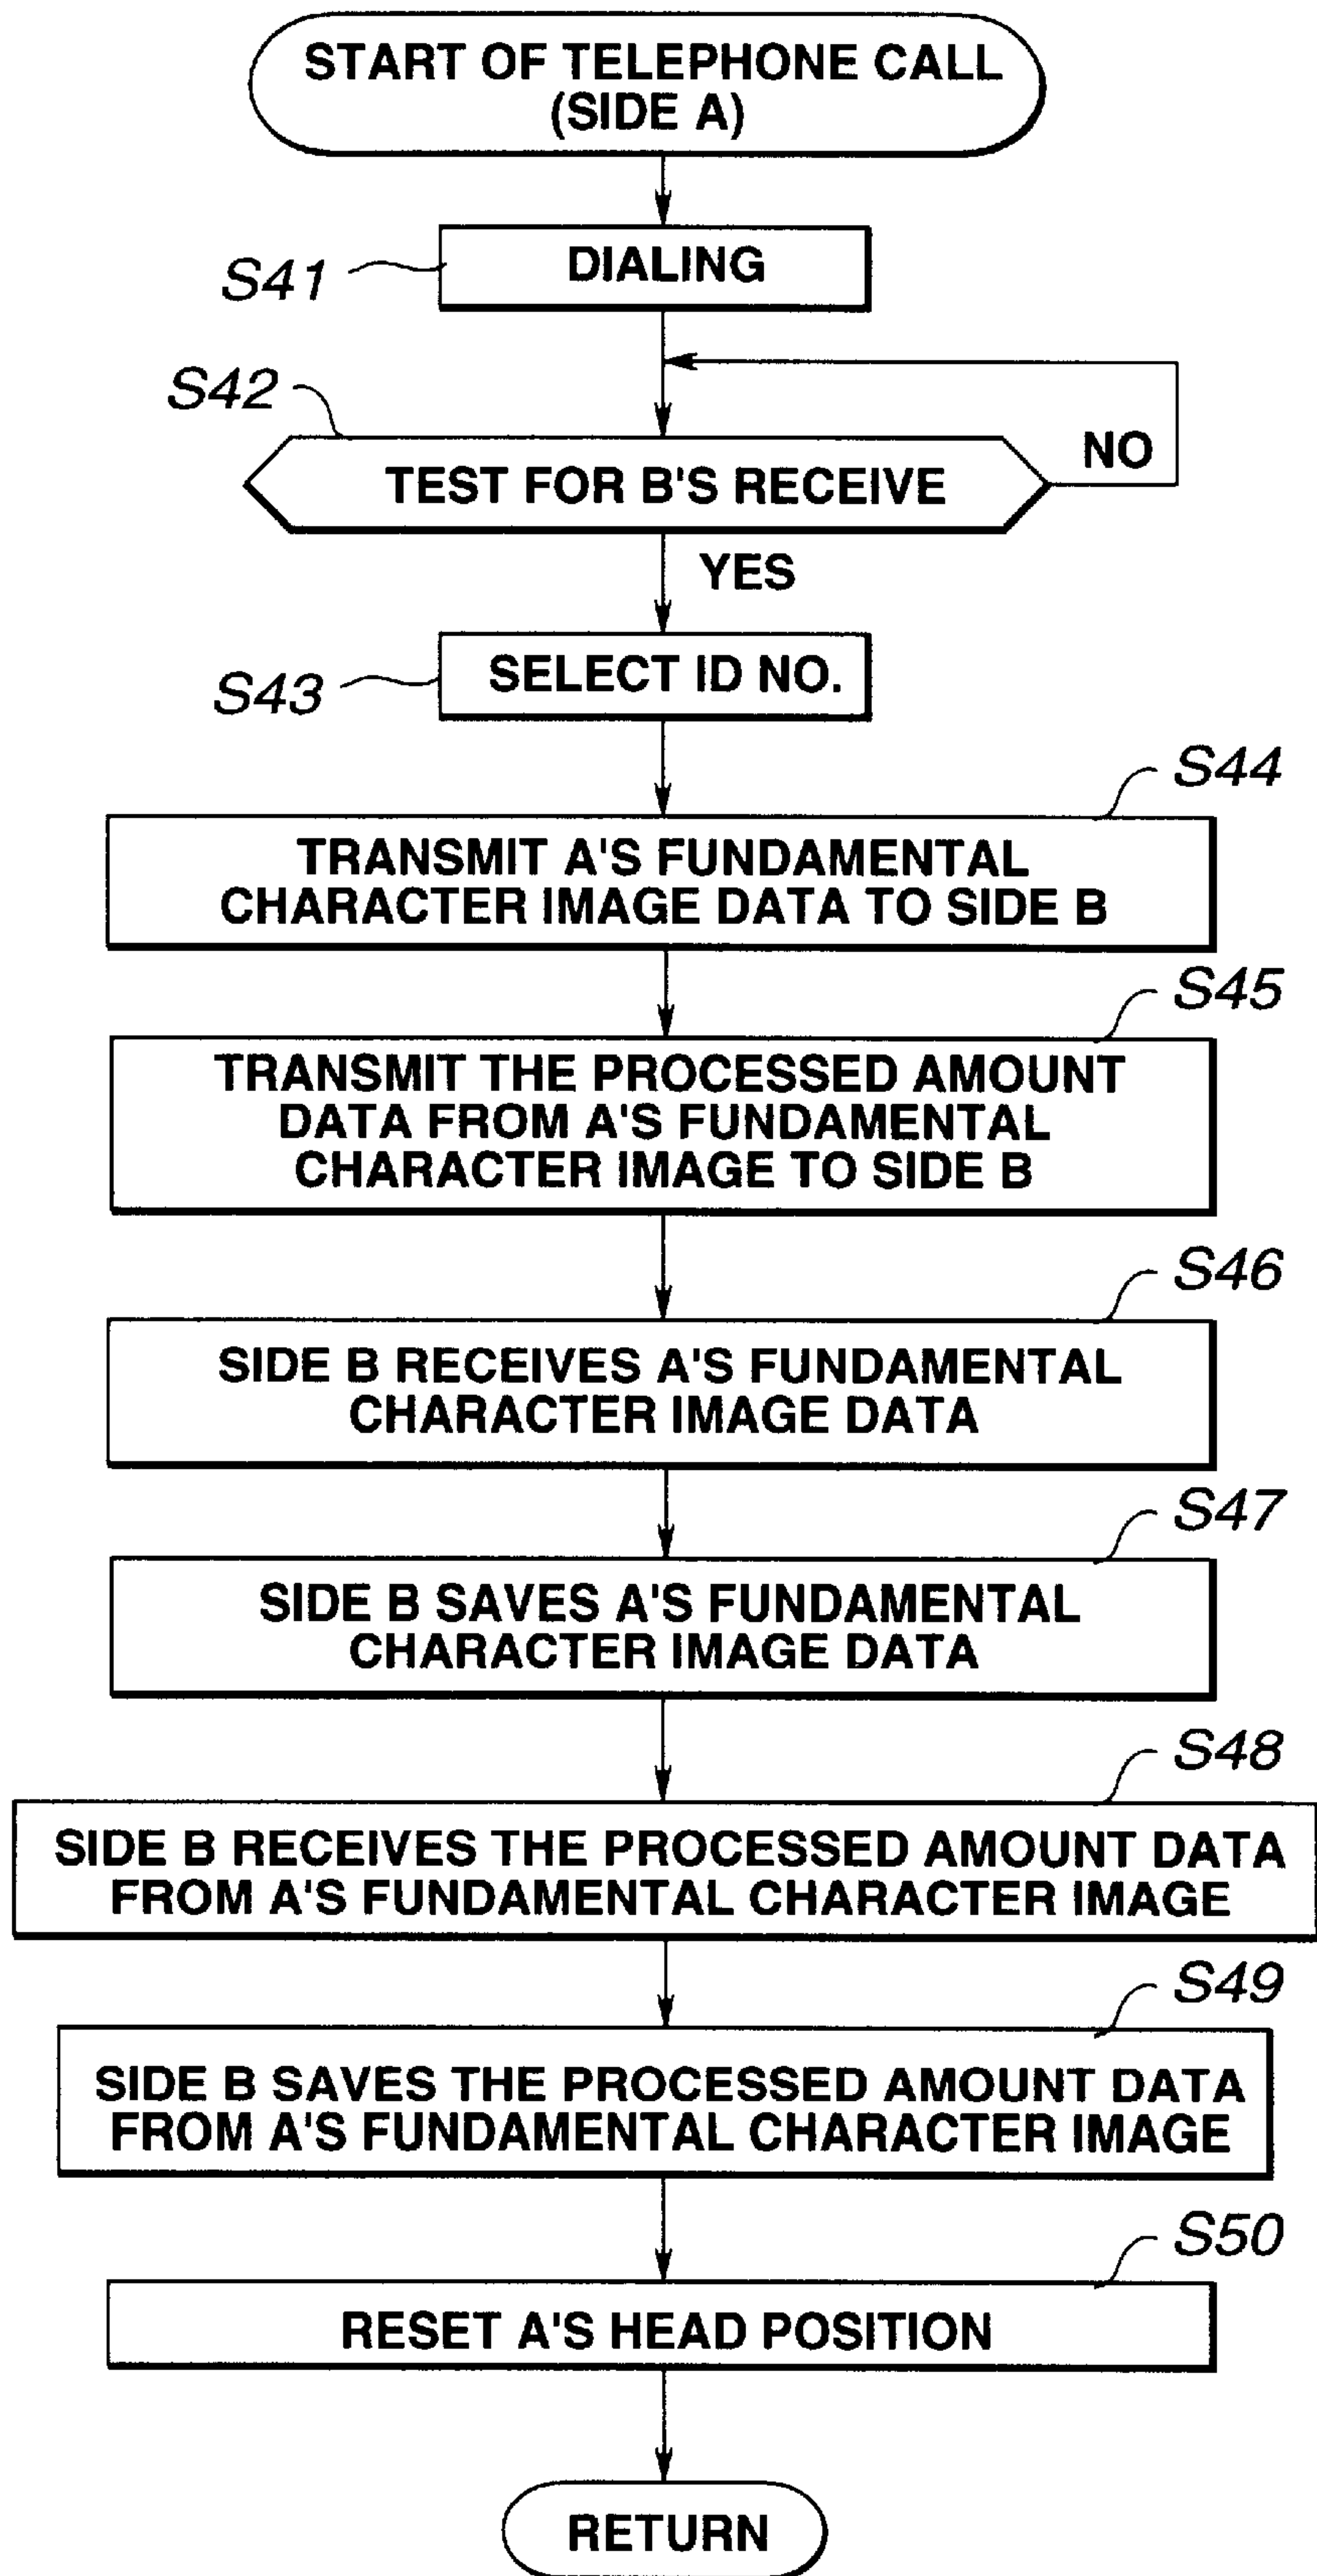 START OF TELEPHONE CALL
(SIDE A)
S41
DIALING
S42
TEST FOR B'S RECEIVE
NO
YES
S43
SELECT ID NO.
S44
TRANSMIT A'S FUNDAMENTAL
CHARACTER IMAGE DATA TO SIDE B
S45
TRANSMIT THE PROCESSED AMOUNT
DATA FROM A'S FUNDAMENTAL
CHARACTER IMAGE TO SIDE B
S46
SIDE B RECEIVES A'S FUNDAMENTAL
CHARACTER IMAGE DATA
S47
SIDE B SAVES A'S FUNDAMENTAL
CHARACTER IMAGE DATA
S48
SIDE B RECEIVES THE PROCESSED AMOUNT DATA
FROM A'S FUNDAMENTAL CHARACTER IMAGE
S49
SIDE B SAVES THE PROCESSED AMOUNT DATA
FROM A'S FUNDAMENTAL CHARACTER IMAGE
S50
RESET A'S HEAD POSITION
RETURN